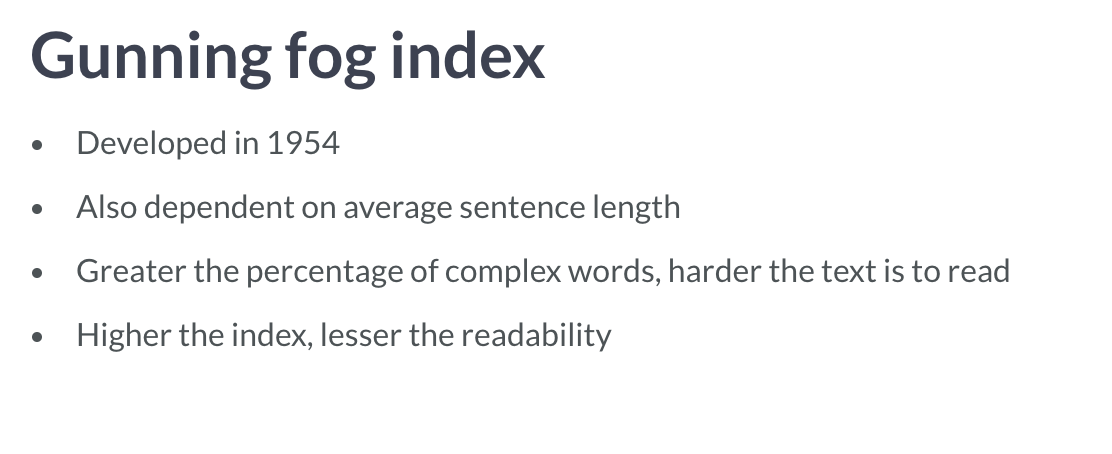 Gunning fog index
• Developed in 1954
• Also dependent on average sentence length
• Greater the percentage of complex words, harder the text is to read
• Higher the index, lesser the readability